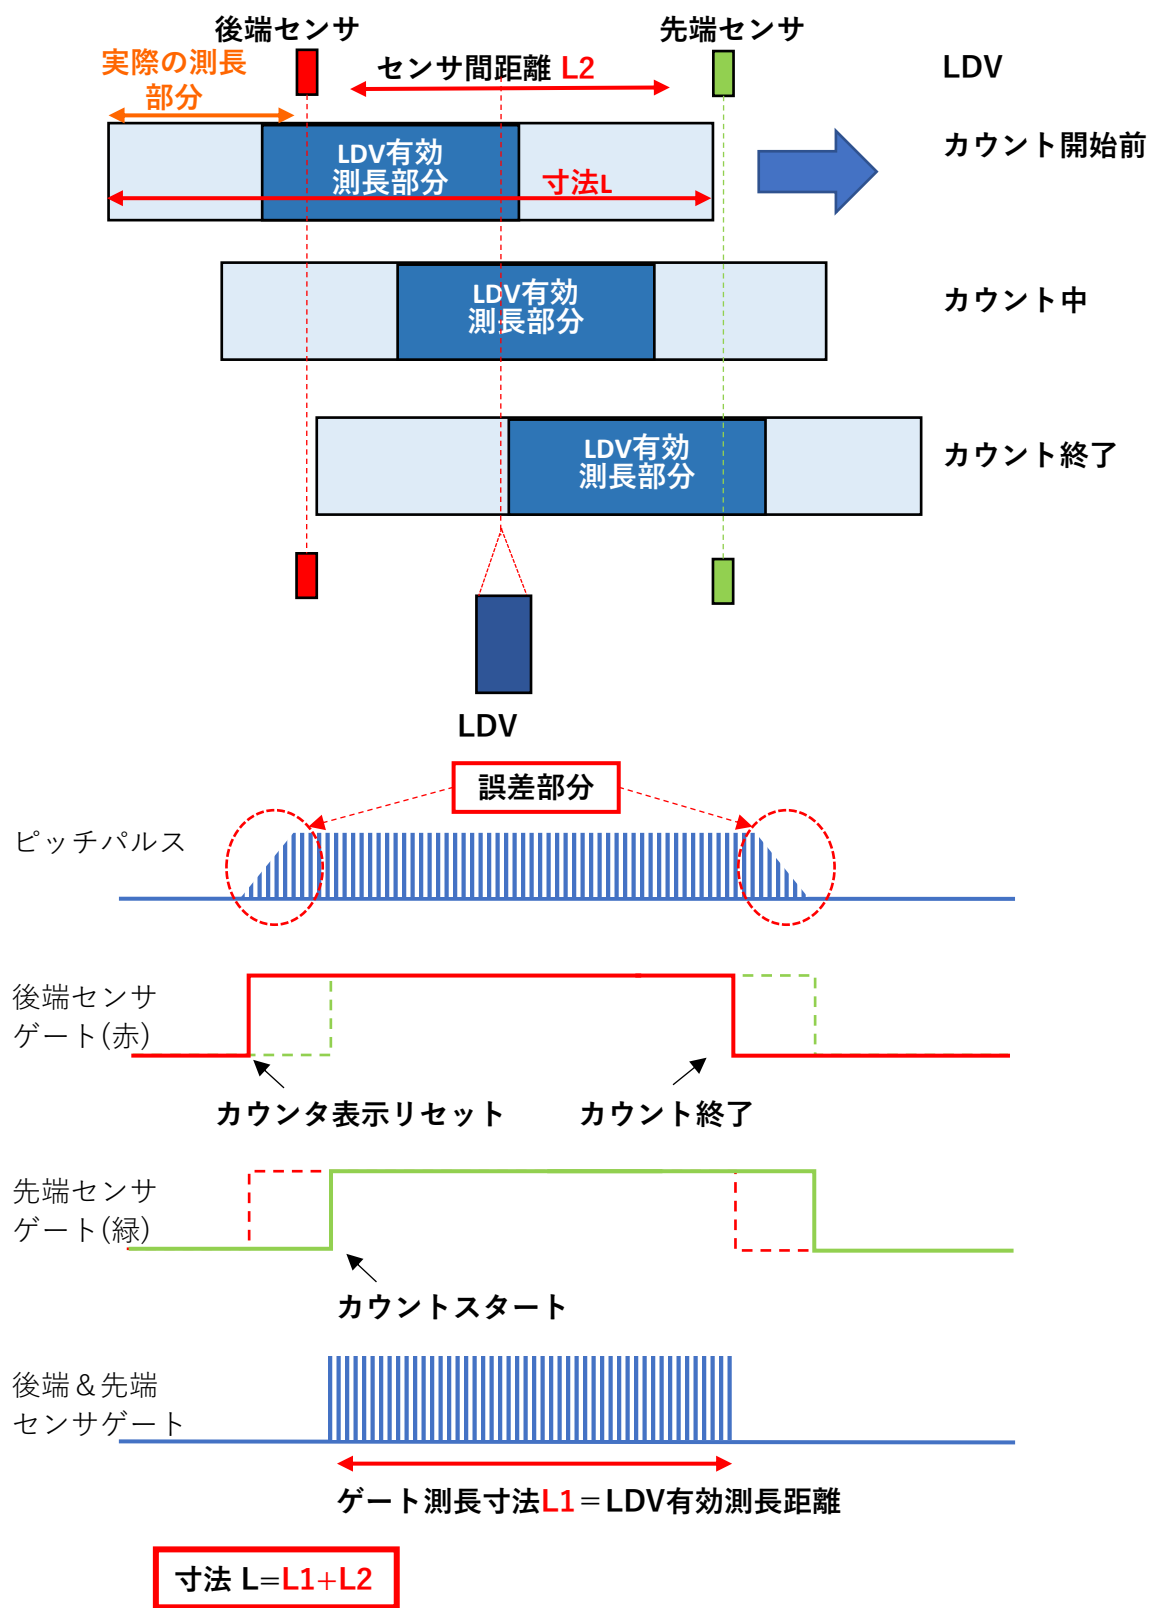 後端センサ
先端センサ
実際の測長
部分
センサ間距離 L2
LDV
LDV有効
測長部分
寸法L
カウント開始前
LDV有効
測長部分
カウント中
LDV有効
測長部分
カウント終了
LDV
誤差部分
ピッチパルス
後端センサ
ゲート(赤)
カウンタ表示リセット
カウント終了
先端センサ
ゲート(緑)
カウントスタート
後端＆先端
センサゲート
ゲート測長寸法L1＝LDV有効測長距離
寸法 L=L1+L2